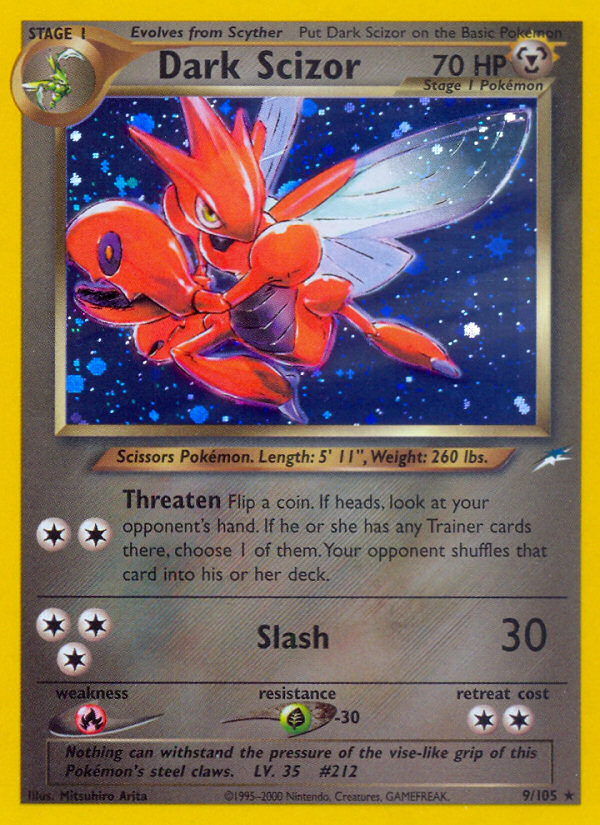 STAGE 1 Evolves from Scyther Put Dark Scizor on the Basic Pokémon
Dark Scizor 70 HP
Stage 1 Pokémon
Scissors Pokémon. Length: 5' 11", Weight: 260 lbs.
Threaten Flip a coin. If heads, look at your
opponent's hand. If he or she has any Trainer cards
there, choose 1 of them. Your opponent shuffles that
card into his or her deck.
Slash 30
weakness resistance retreat cost
-30
Nothing can withstand the pressure of the vise-like grip of this
Pokémon's steel claws. LV. 35 #212
Illus. Mitsuhiro Arita ©1995-2000 Nintendo, Creatures, GAMEFREAK. 9/105 ★